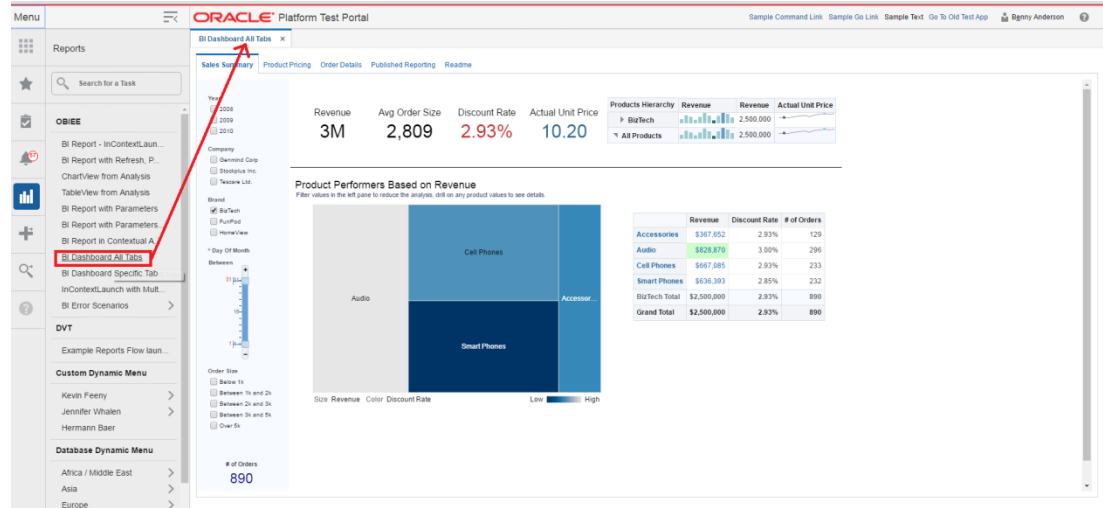 Menu
ORACLE® Platform Test Portal
Sample Command Link Sample Go Link Sample Text Go To Old Test App Benny Anderson
Reports
Search for a Task
OBIEE
BI Report - InContextLaun...
BI Report with Refresh, P...
ChartView from Analysis
TableView from Analysis
BI Report with Parameters
BI Report with Parameters...
BI Report in Contextual A...
BI Dashboard All Tabs
BI Dashboard Specific Tab
InContextLaunch with Mult...
BI Error Scenarios
DVT
Example Reports Flow laun...
Custom Dynamic Menu
Kevin Feeny
Jennifer Whalen
Hermann Baer
Database Dynamic Menu
Africa / Middle East
Asia
Europe
57
BI Dashboard All Tabs ×
Sales Summary Product Pricing Order Details Published Reporting Readme
Year
2008
2009
2010
Company
Genmind Corp
Stockplus Inc.
Tescare Ltd.
Brand
BizTech
FunPod
HomeView
* Day Of Month
Between
31
16
1
Order Size
Below 1k
Between 1k and 2k
Between 2k and 3k
Between 3k and 5k
Over 5k
# of Orders
890
Revenue Avg Order Size Discount Rate Actual Unit Price
3M 2,809 2.93% 10.20
Products Hierarchy Revenue Revenue Actual Unit Price
BizTech 2,500,000
All Products 2,500,000
Product Performers Based on Revenue
Filter values in the left pane to reduce the analysis, drill on any product values to see details.
Audio
Cell Phones
Smart Phones
Accessor...
Size Revenue Color Discount Rate Low High
Revenue Discount Rate # of Orders
Accessories $367,652 2.93% 129
Audio $828,870 3.00% 296
Cell Phones $667,085 2.93% 233
Smart Phones $636,393 2.85% 232
BizTech Total $2,500,000 2.93% 890
Grand Total $2,500,000 2.93% 890